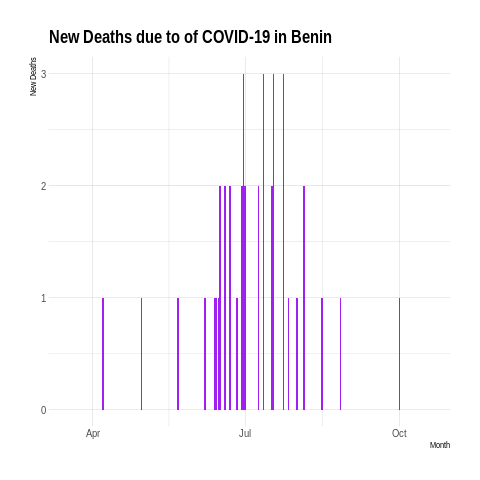 New Deaths due to of COVID-19 in Benin
New Deaths
3
2
1
0
Apr
Jul
Oct
Month